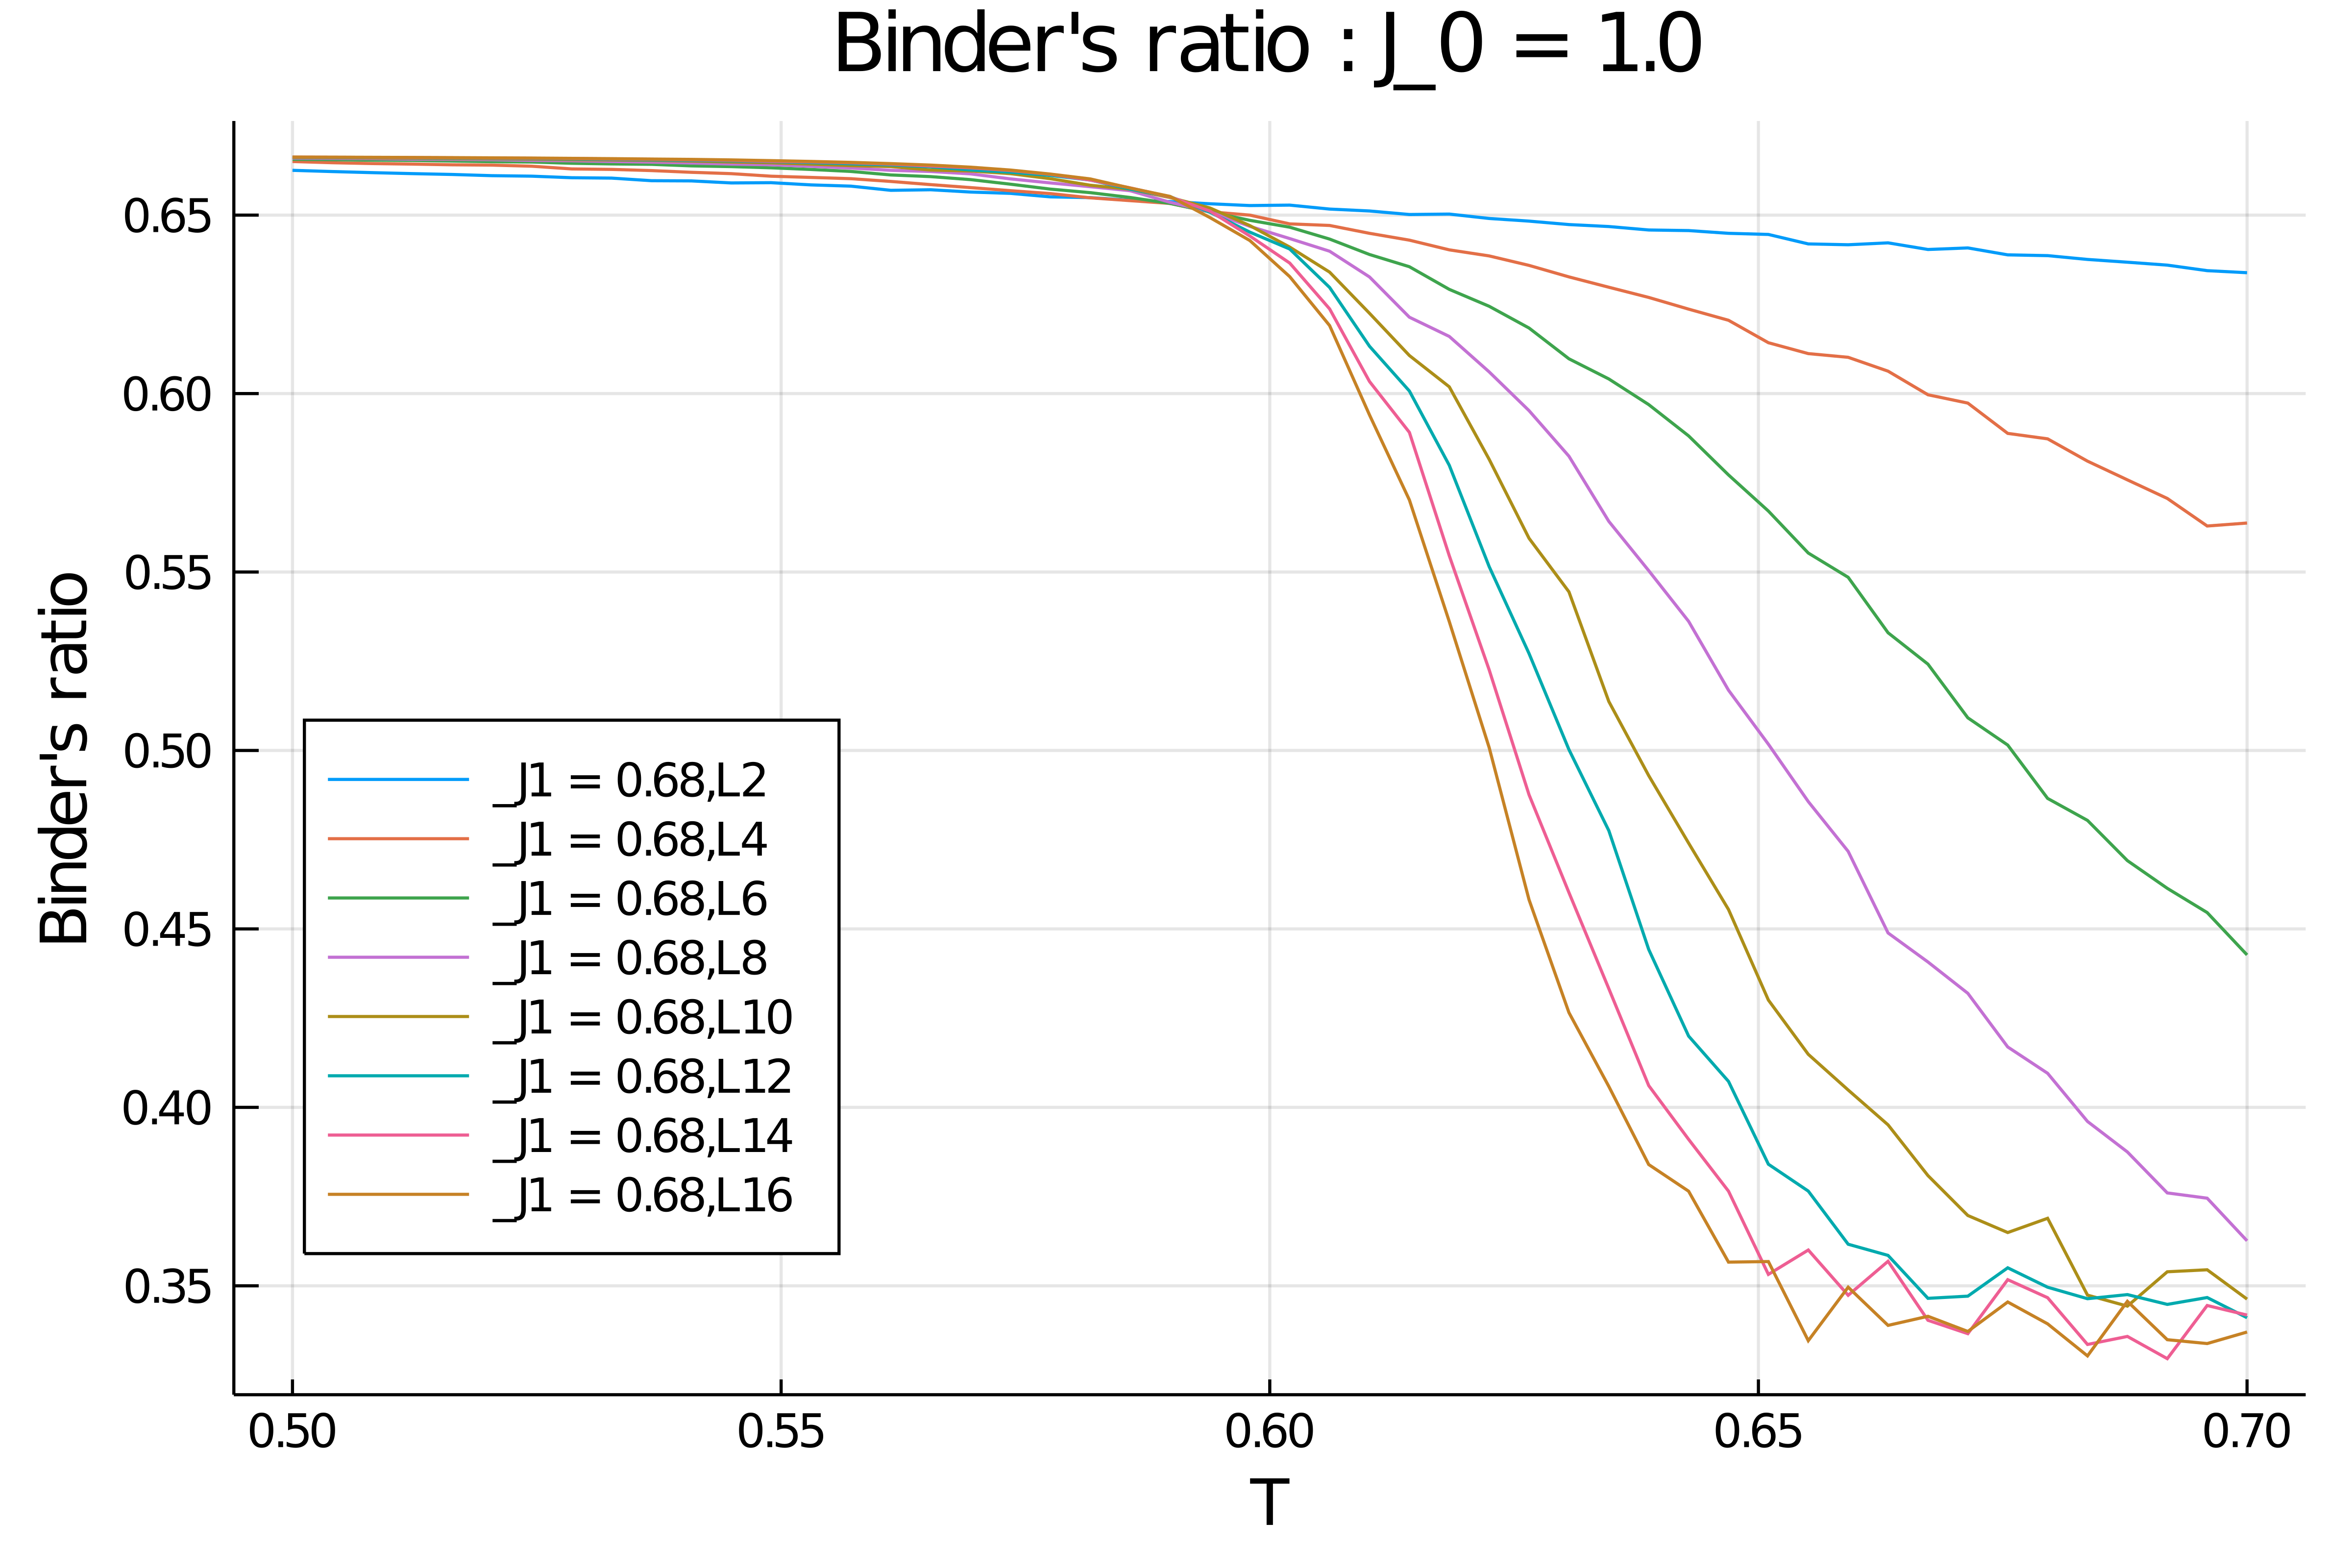 Binder's ratio : J_0 = 1.0
Binder's ratio
0.65
0.60
0.55
0.50
0.45
0.40
0.35
_J1 = 0.68,L2
_J1 = 0.68,L4
_J1 = 0.68,L6
_J1 = 0.68,L8
_J1 = 0.68,L10
_J1 = 0.68,L12
_J1 = 0.68,L14
_J1 = 0.68,L16
0.50 0.55 0.60 0.65 0.70
T